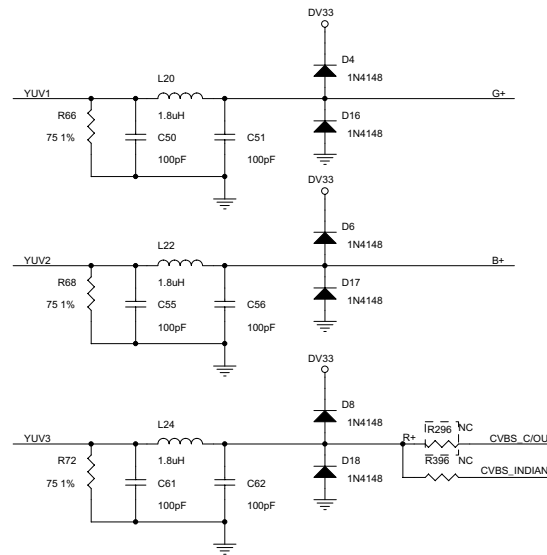 DV33
D4
1N4148
L20
YUV1
G+
R66
1.8uH
D16
75 1%
C50
C51
1N4148
100pF
100pF
DV33
D6
1N4148
L22
YUV2
B+
R68
1.8uH
D17
75 1%
C55
C56
1N4148
100pF
100pF
DV33
D8
1N4148
L24
YUV3
R+
R296
NC
CVBS_C/OU
R72
1.8uH
D18
R396
NC
75 1%
C61
C62
1N4148
CVBS_INDIAN
100pF
100pF